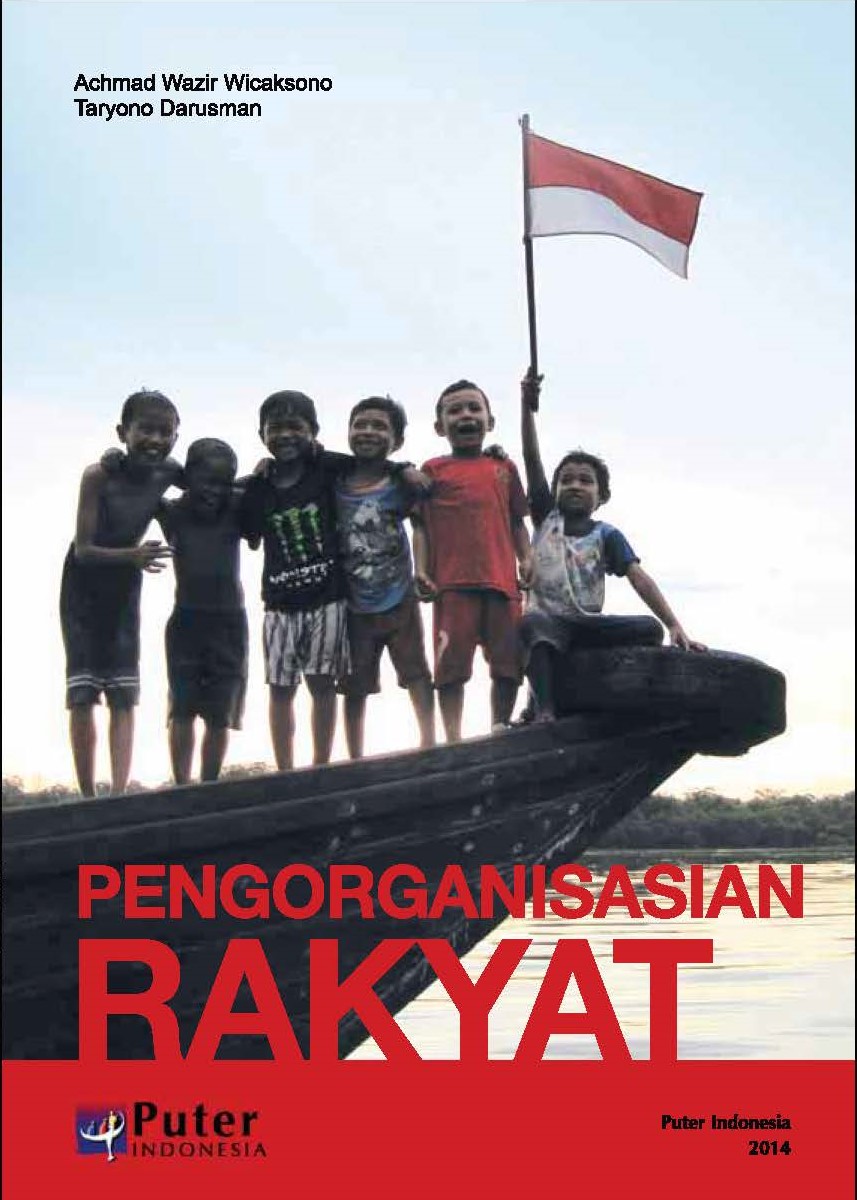 Achmad Wazir Wicaksono
Taryono Darusman
PENGORGANISASIAN
RAKYAT
Puter
INDONESIA
Puter Indonesia
2014